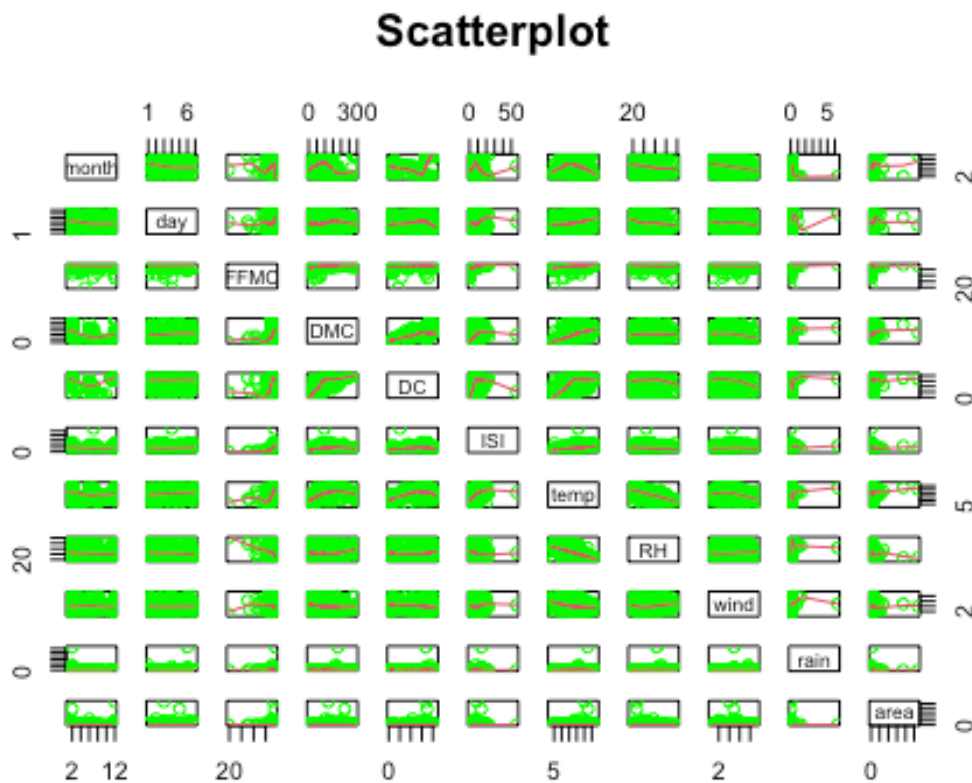 Scatterplot
1 6 0 300 0 50 20 0 5
month 2
1 day
FFMC 20
0 DMC
DC 0
0 ISI
temp 5
20 RH
wind 2
0 rain
area 0
2 12 20 0 5 2 0